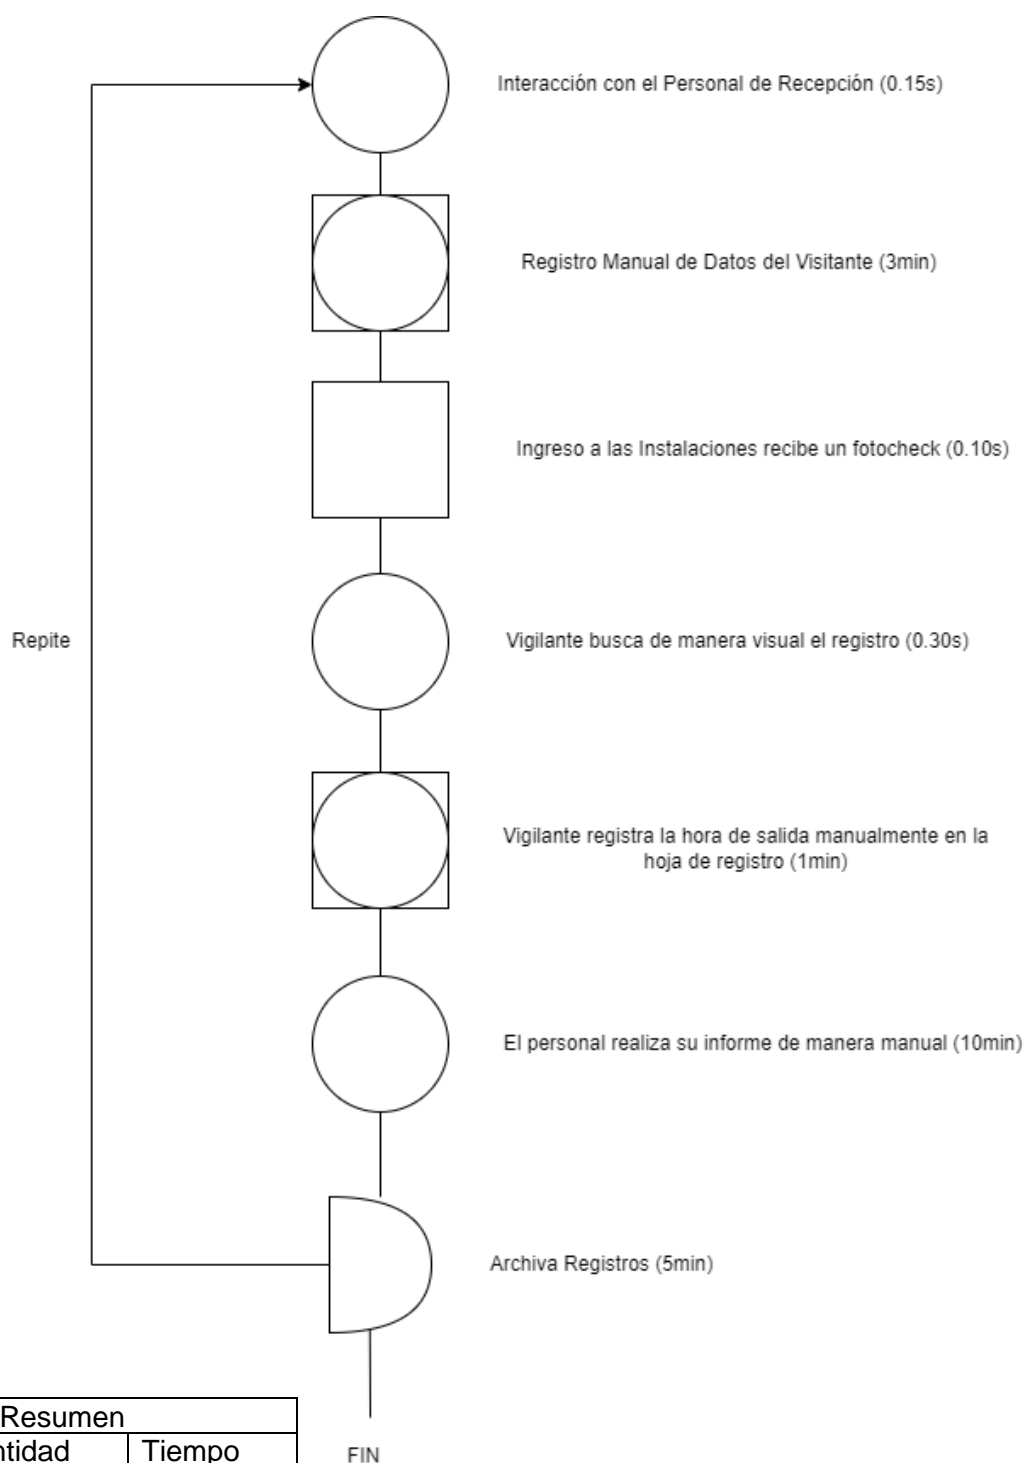 Interacción con el Personal de Recepción (0.15s)
Registro Manual de Datos del Visitante (3min)
Ingreso a las Instalaciones recibe un fotocheck (0.10s)
Repite
Vigilante busca de manera visual el registro (0.30s)
Vigilante registra la hora de salida manualmente en la
hoja de registro (1min)
El personal realiza su informe de manera manual (10min)
Archiva Registros (5min)
Resumen
ntidad Tiempo
FIN